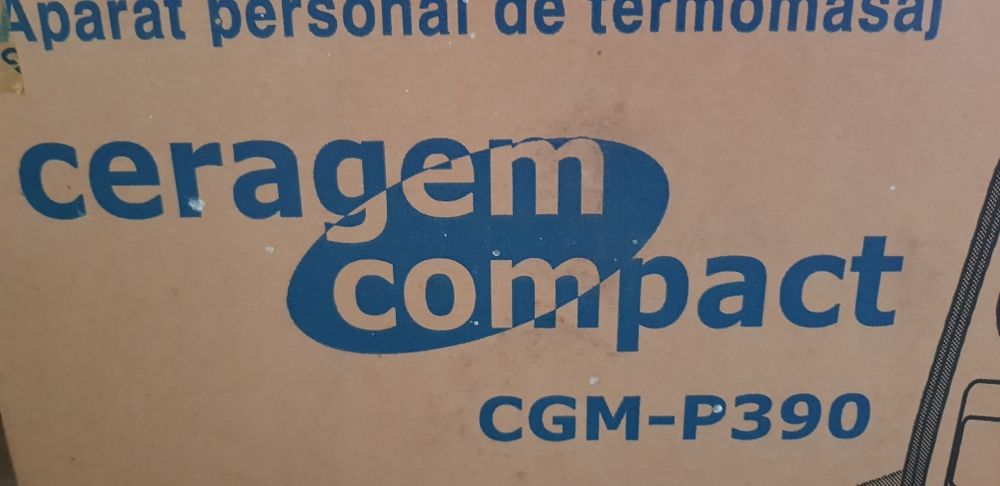 Aparat personal de termomasaj
ceragem
compact
CGM-P390